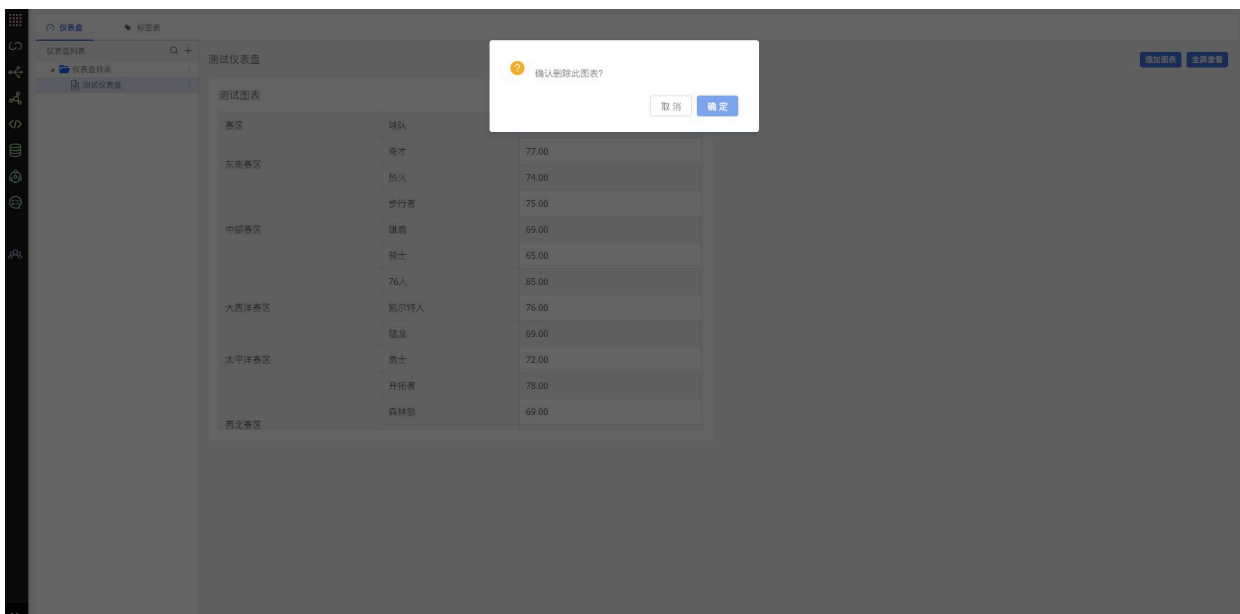 仪表盘
标签表
仪表盘列表
仪表盘目录
测试仪表盘
测试仪表盘
添加图表 全屏查看
确认删除此图表?
取消 确定
测试图表
赛区 球队
东南赛区 奇才 77.00
热火 74.00
中部赛区 步行者 75.00
雄鹿 69.00
骑士 65.00
大西洋赛区 76人 85.00
凯尔特人 76.00
猛龙 69.00
太平洋赛区 勇士 72.00
西北赛区 开拓者 78.00
森林狼 69.00